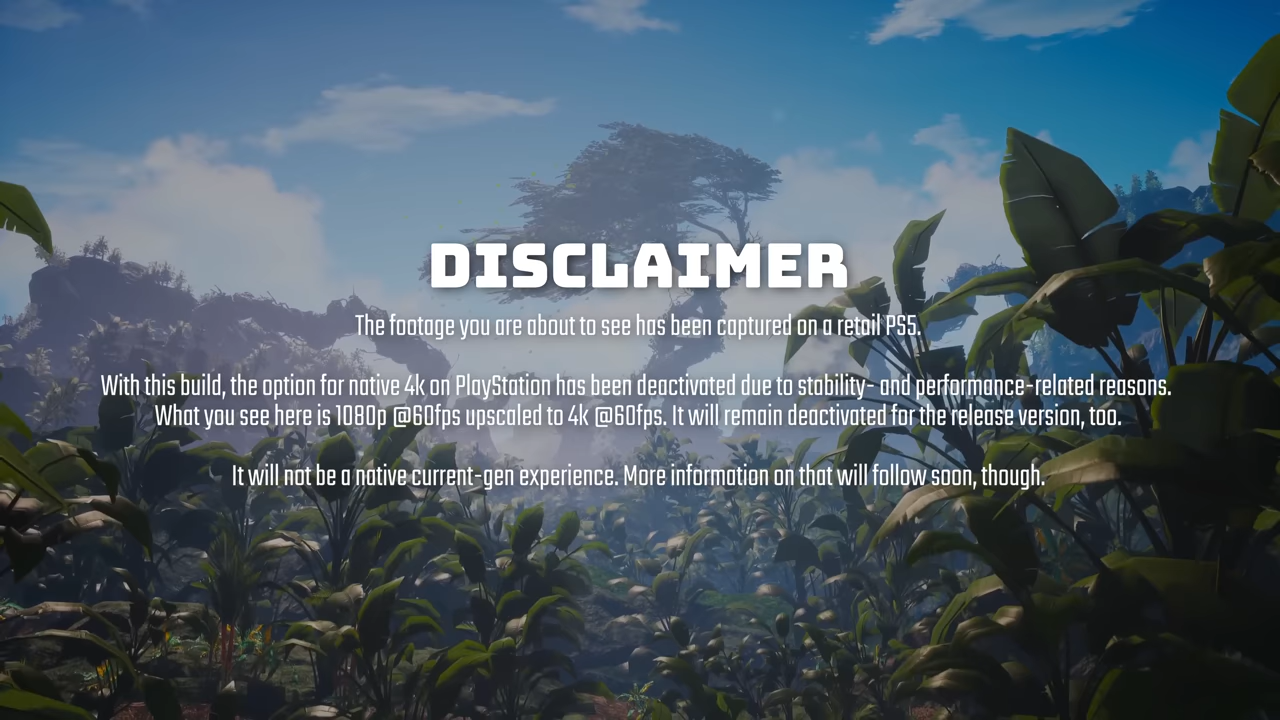 DISCLAIMER
The footage you are about to see has been captured on a retail PS5.
With this build, the option for native 4k on PlayStation has been deactivated due to stability- and performance-related reasons.
What you see here is 1080p @60fps upscaled to 4k @60fps. It will remain deactivated for the release version, too.
It will not be a native current-gen experience. More information on that will follow soon, though.